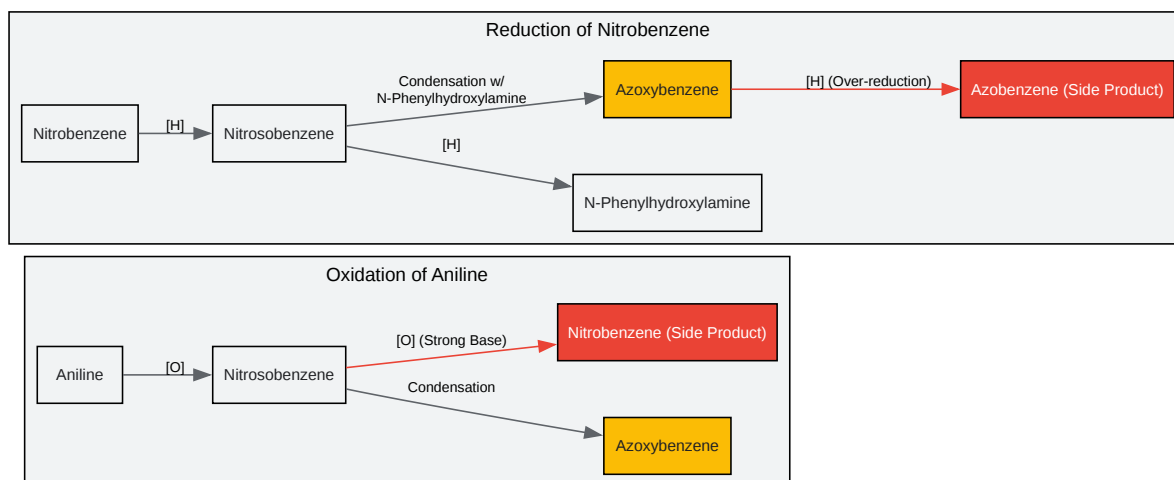 Reduction of Nitrobenzene
Condensation w/
N-Phenylhydroxylamine
Azoxybenzene
[H] (Over-reduction)
Azobenzene (Side Product)
Nitrobenzene
[H]
Nitrosobenzene
[H]
N-Phenylhydroxylamine
Oxidation of Aniline
Nitrobenzene (Side Product)
[O] (Strong Base)
Aniline
[O]
Nitrosobenzene
Condensation
Azoxybenzene